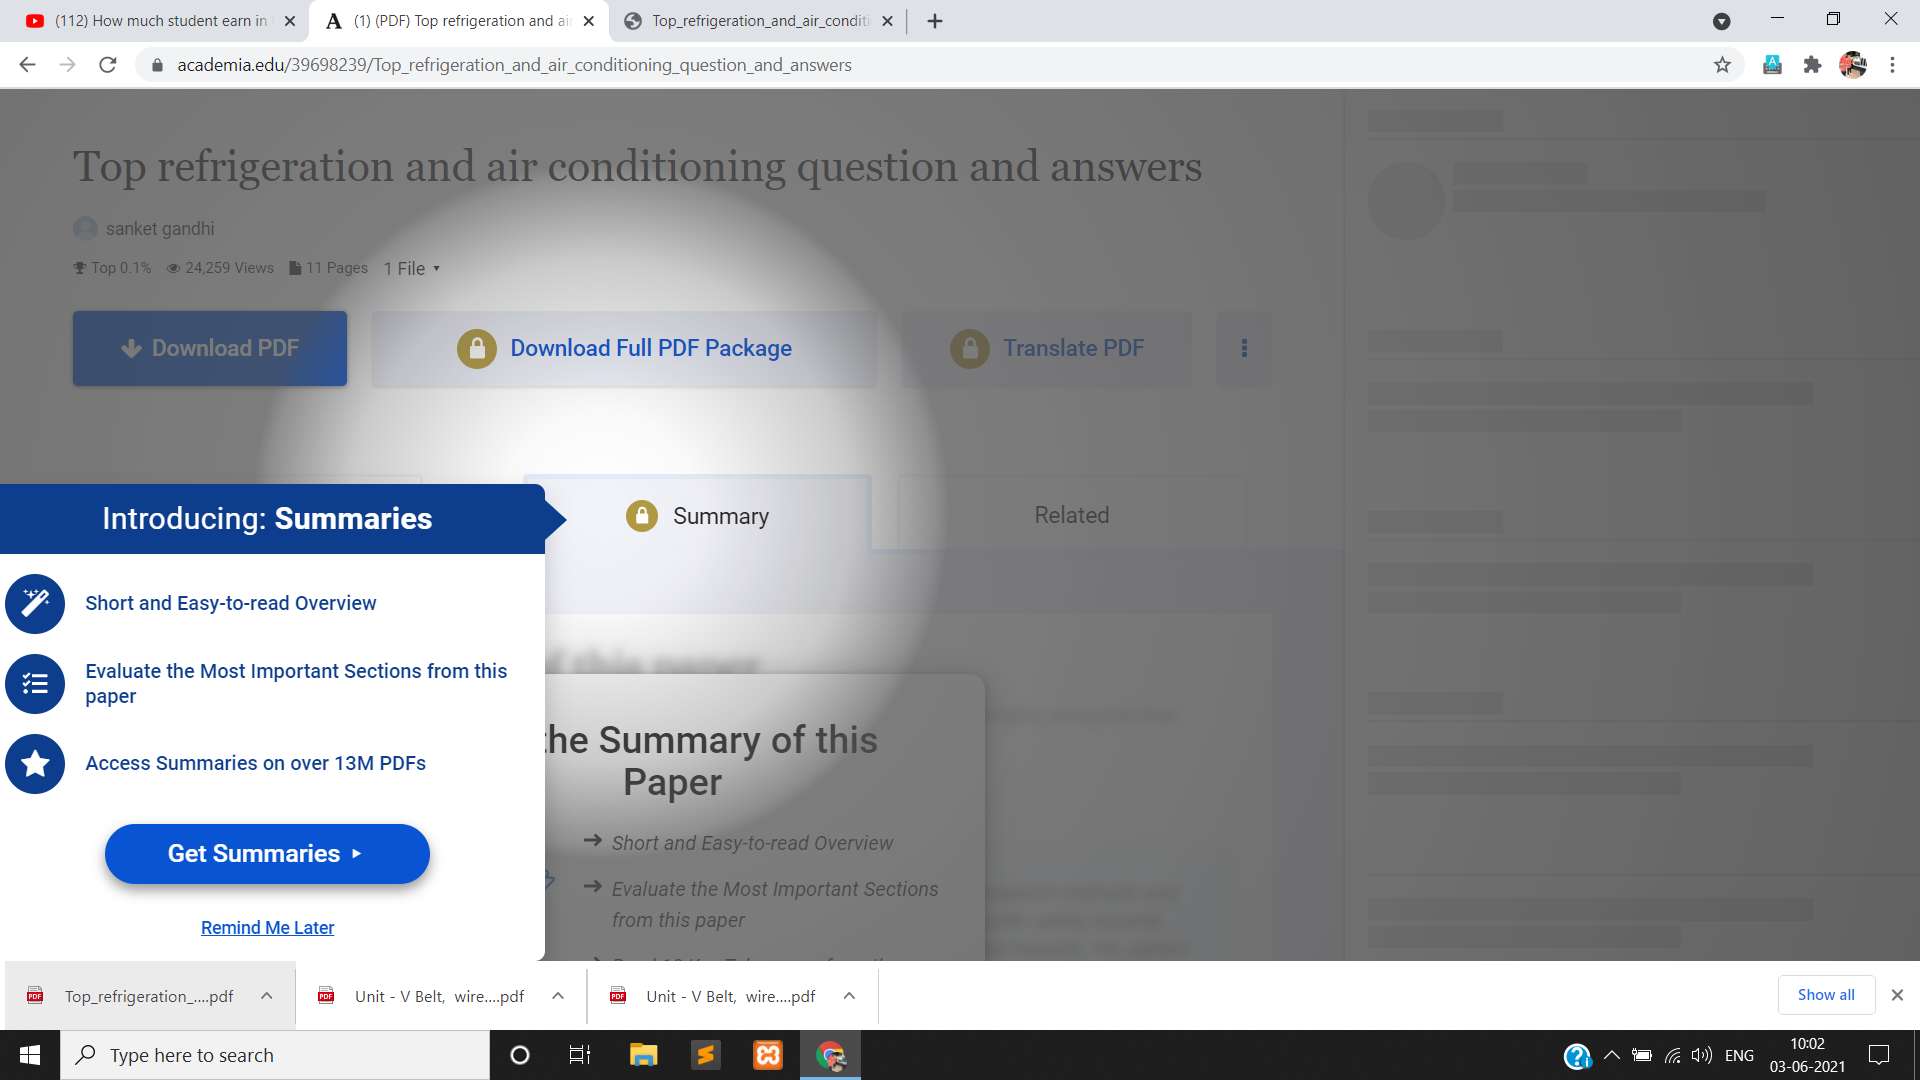 (112) How much student earn in
(1) (PDF) Top refrigeration and ai
Top_refrigeration_and_air_conditi
academia.edu/39698239/Top_refrigeration_and_air_conditioning_question_and_answers
Top refrigeration and air conditioning question and answers
sanket gandhi
Top 0.1% 24,259 Views 11 Pages 1 File
Download PDF
Download Full PDF Package
Translate PDF
Introducing: Summaries
Summary
Related
Short and Easy-to-read Overview
Evaluate the Most Important Sections from this
paper
Access Summaries on over 13M PDFs
Get Summaries
Remind Me Later
this paper
the Summary of this
Paper
Short and Easy-to-read Overview
Evaluate the Most Important Sections
from this paper
Top_refrigeration_....pdf
Unit - V Belt, wire....pdf
Unit - V Belt, wire....pdf
Show all
Type here to search
ENG
10:02
03-06-2021